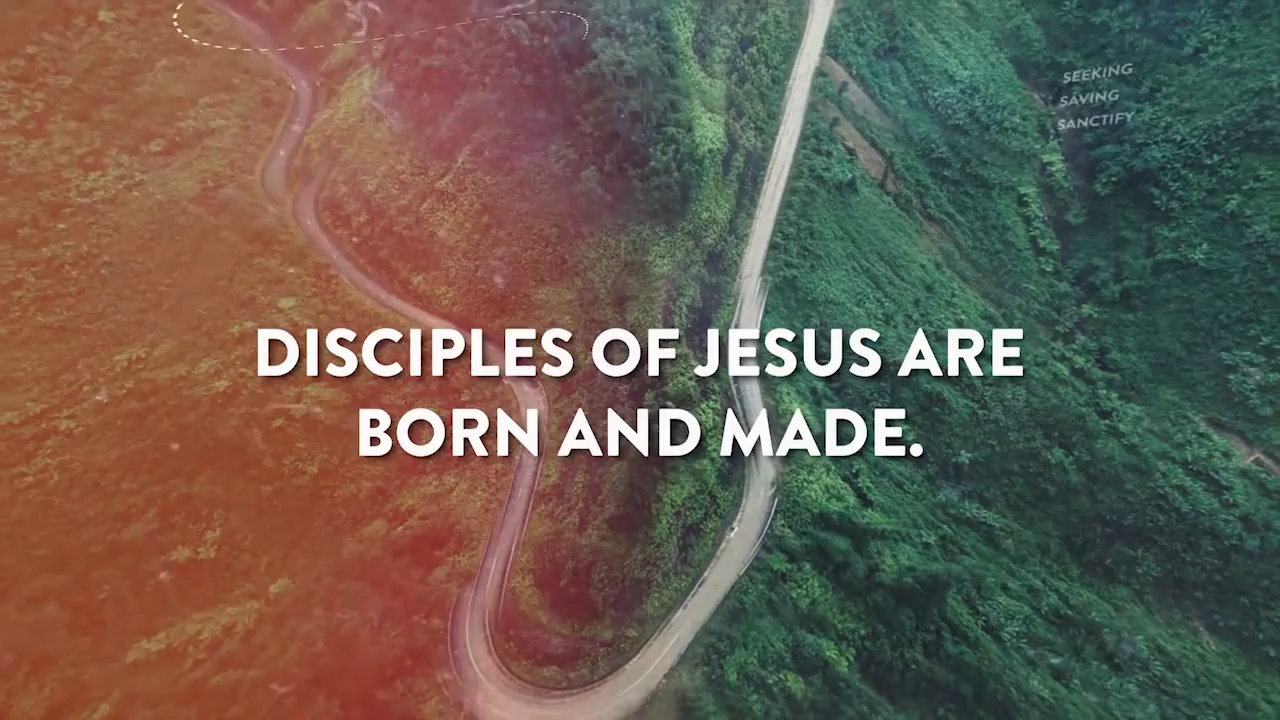 SEEKING
SAVING
SANCTIFY
DISCIPLES OF JESUS ARE
BORN AND MADE.